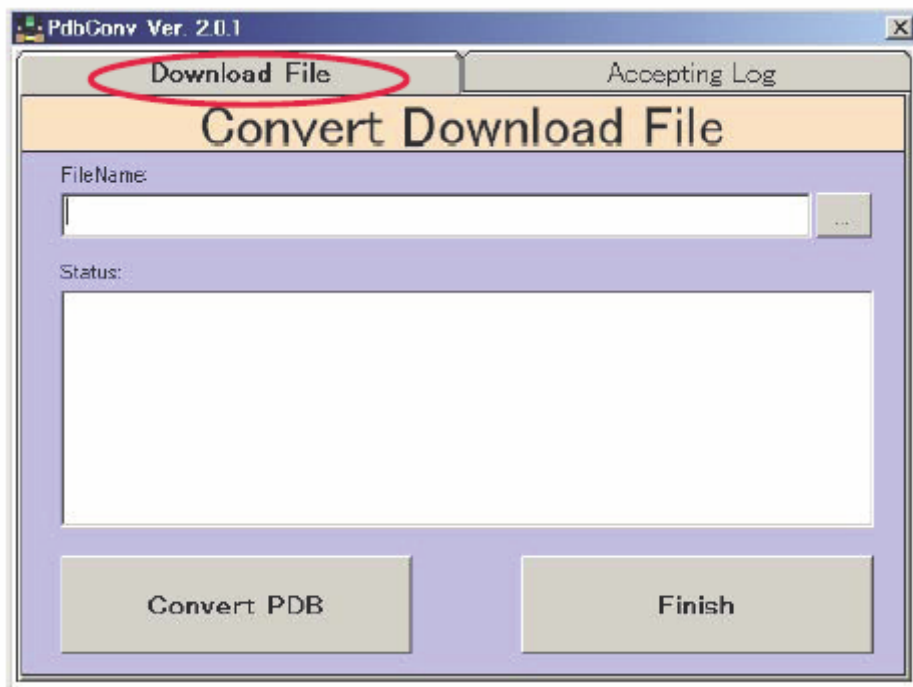 PdbConv Ver. 2.0.1
Download File
Accepting Log
Convert Download File
FileName:
...
Status:
Convert PDB
Finish